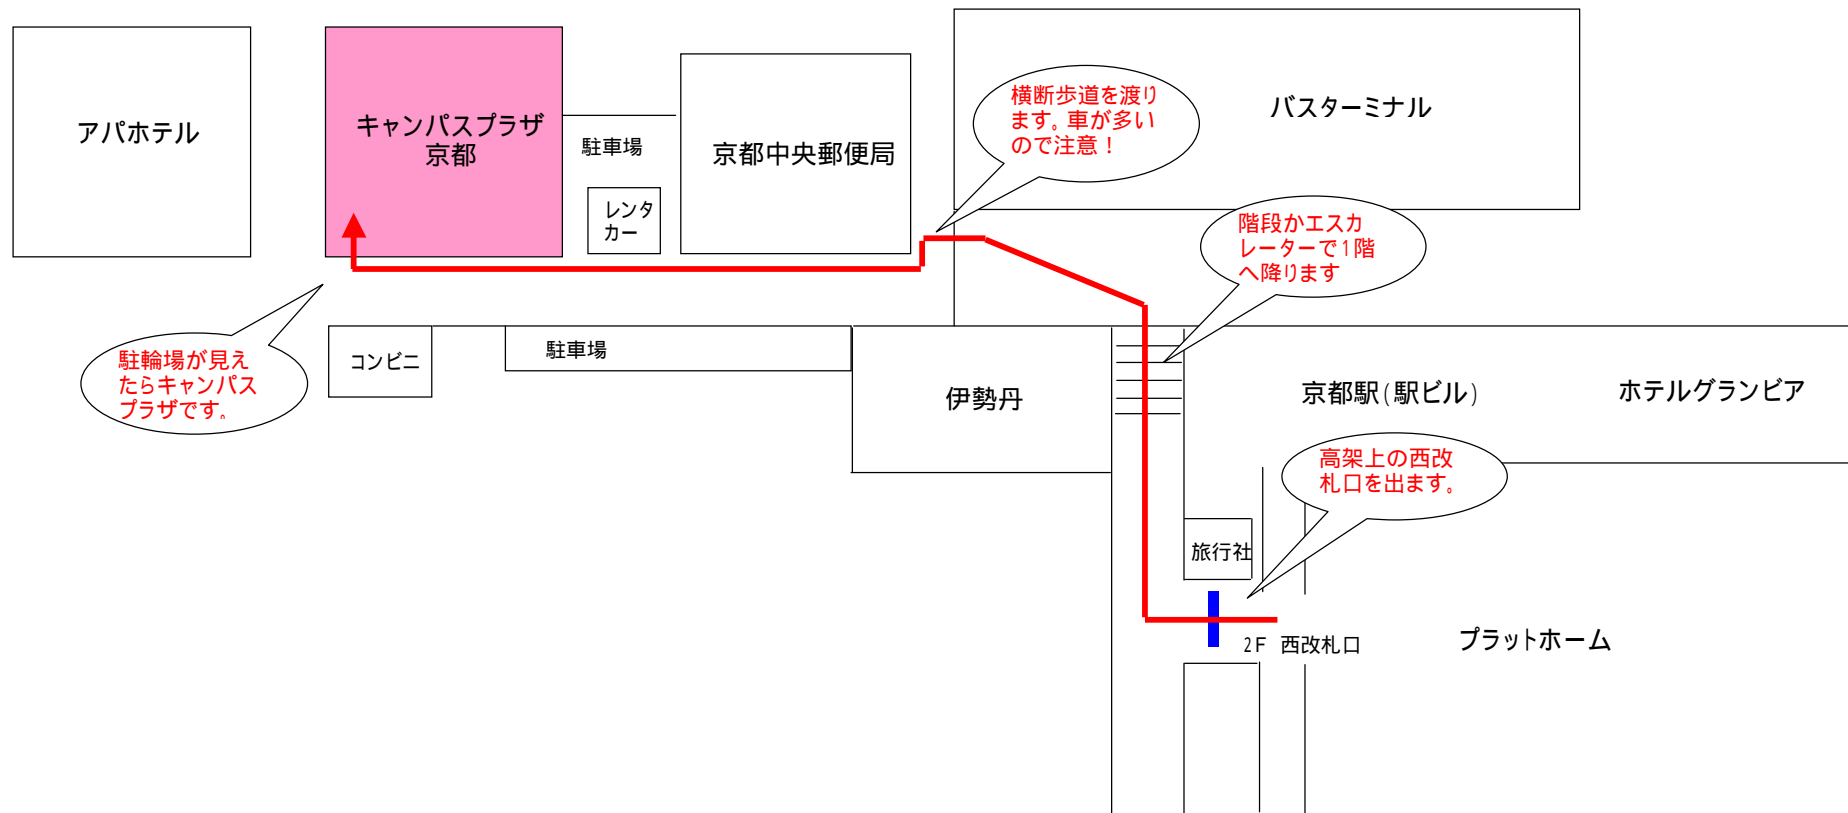 アパホテル
キャンパスプラザ
京都
駐車場
レンタ
カー
京都中央郵便局
横断歩道を渡り
ます。車が多い
ので注意！
バスターミナル
階段かエスカ
レーターで1階
へ降ります
駐輪場が見え
たらキャンパス
プラザです。
コンビニ
駐車場
伊勢丹
京都駅(駅ビル)
ホテルグランビア
高架上の西改
札口を出ます。
旅行社
2F 西改札口
プラットホーム